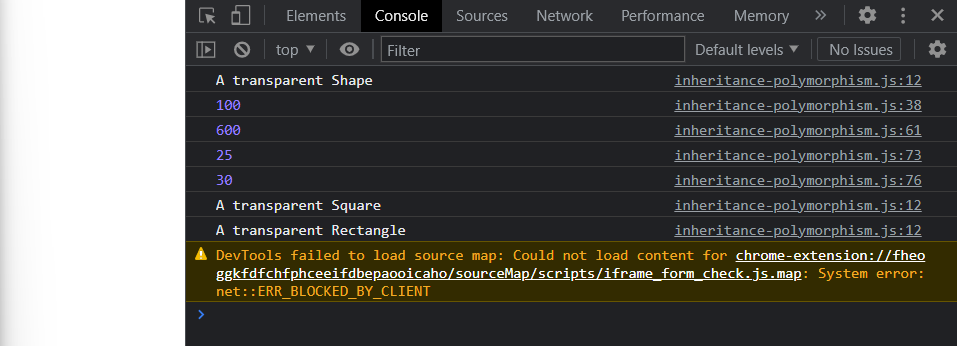 Elements Console Sources Network Performance Memory »
top ▼ Filter Default levels ▼ No Issues
A transparent Shape inheritance-polymorphism.js:12
100 inheritance-polymorphism.js:38
600 inheritance-polymorphism.js:61
25 inheritance-polymorphism.js:73
30 inheritance-polymorphism.js:76
A transparent Square inheritance-polymorphism.js:12
A transparent Rectangle inheritance-polymorphism.js:12
DevTools failed to load source map: Could not load content for chrome-extension://fheo
ggkfdfchfphceeifdbepaooicaho/sourceMap/scripts/iframe_form_check.js.map: System error:
net::ERR_BLOCKED_BY_CLIENT
>